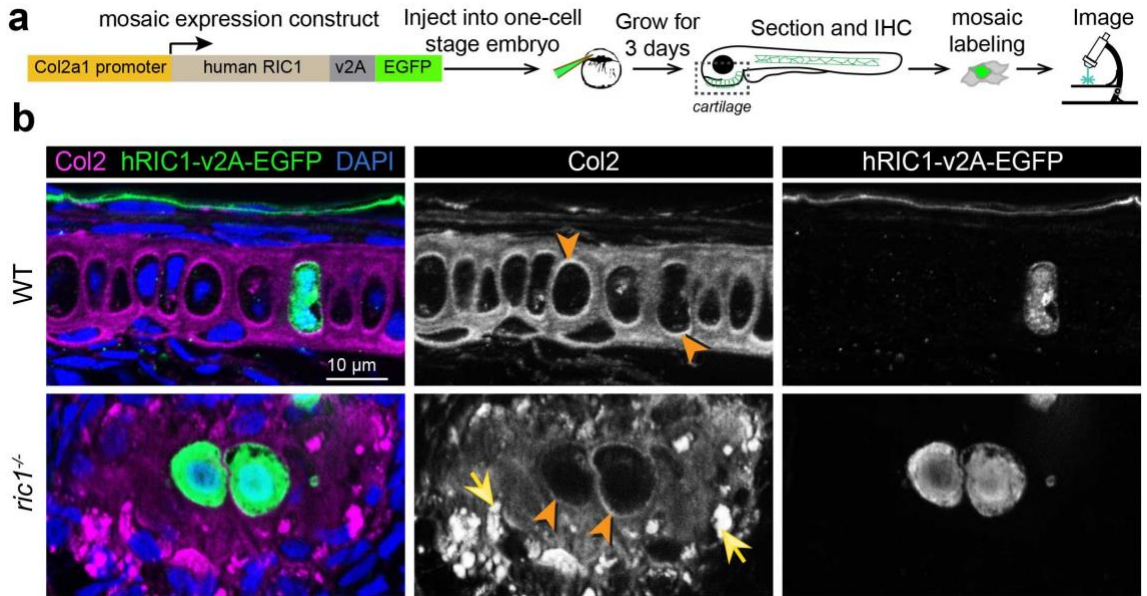 a
mosaic expression construct
Col2a1 promoter human RIC1 v2A EGFP
Inject into one-cell
stage embryo
Grow for
3 days
Section and IHC
cartilage
mosaic
labeling
Image
b
Col2 hRIC1-v2A-EGFP DAPI
Col2
hRIC1-v2A-EGFP
WT
10 µm
ric1-/-